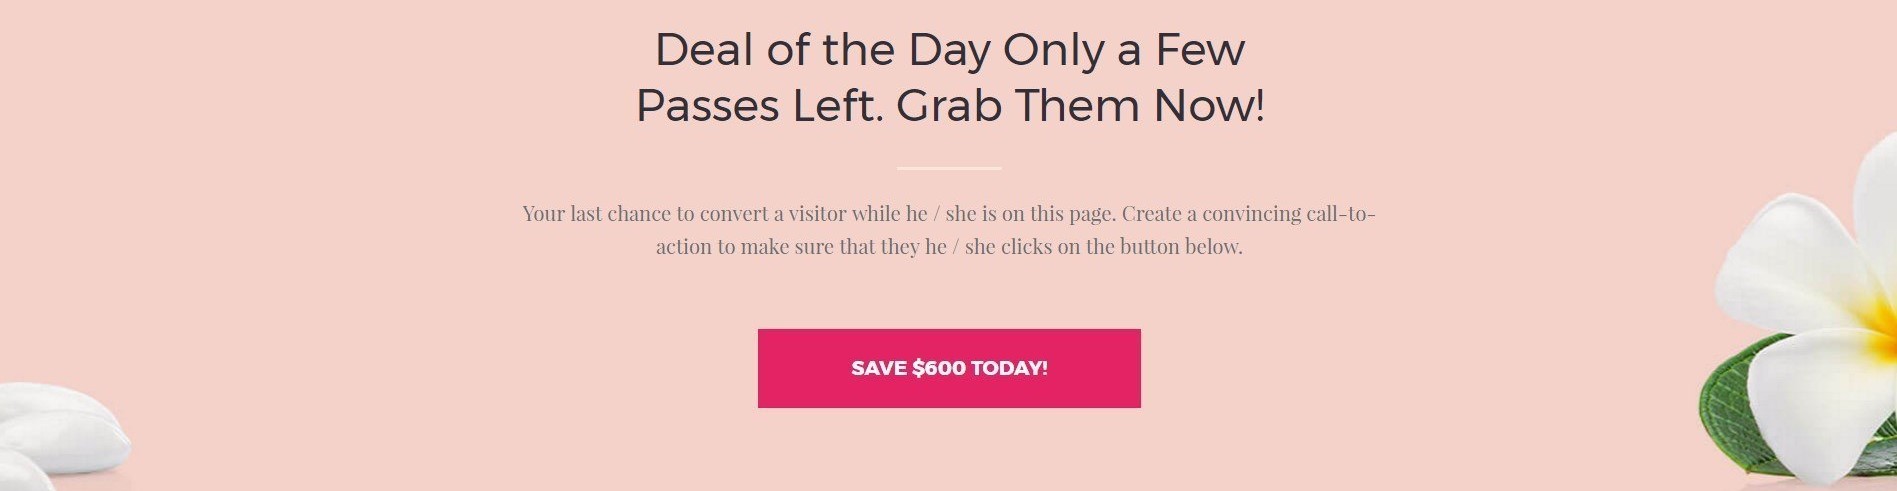 Deal of the Day Only a Few
Passes Left. Grab Them Now!
Your last chance to convert a visitor while he / she is on this page. Create a convincing call-to-
action to make sure that they he / she clicks on the button below.
SAVE $600 TODAY!